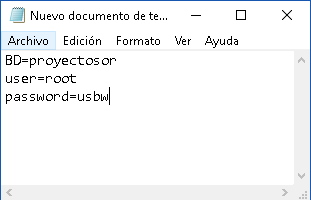 Nuevo documento de te...
Archivo Edición Formato Ver Ayuda
BD=proyectosor
user=root
password=usbw